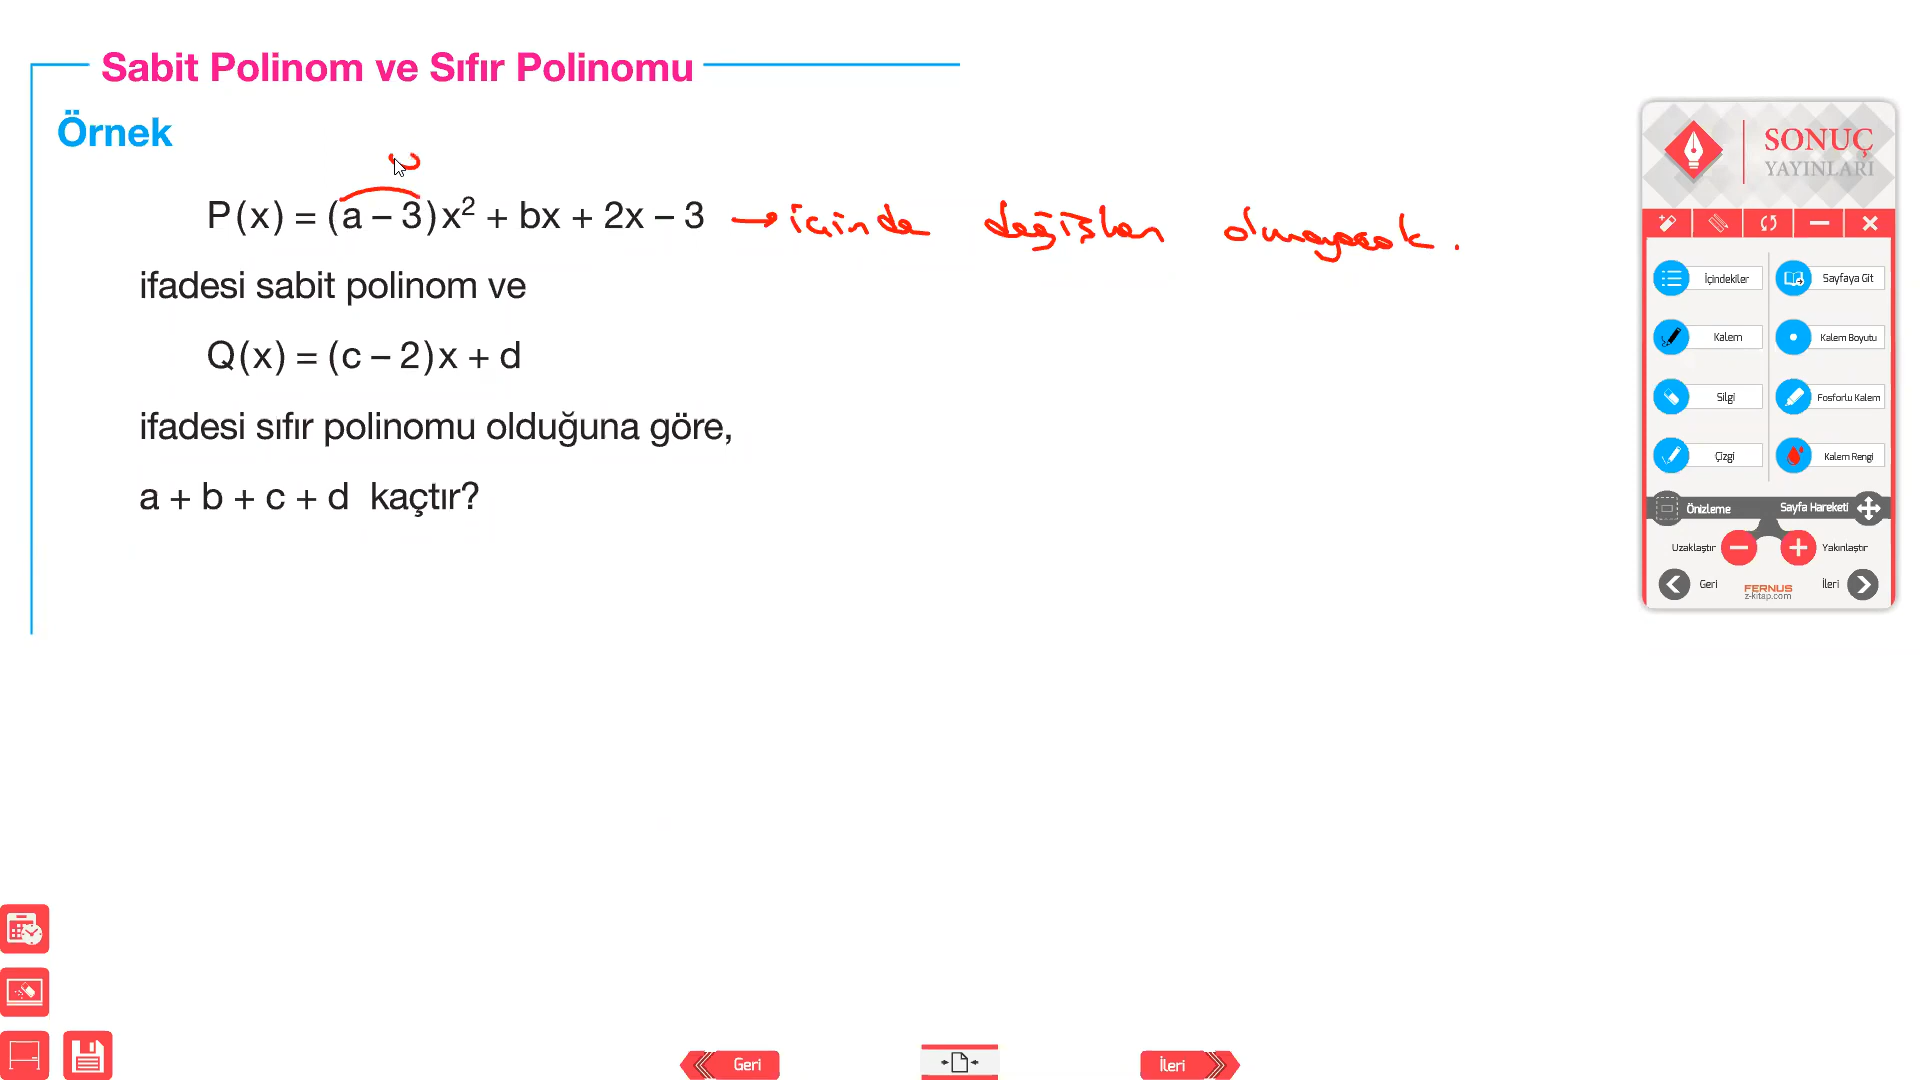 Sabit Polinom ve Sıfır Polinomu
Örnek
P(x) = (a – 3)x² + bx + 2x – 3 → içinde değişken olmayacak.
ifadesi sabit polinom ve
Q(x) = (c – 2)x + d
ifadesi sıfır polinomu olduğuna göre,
a + b + c + d kaçtır?
SONUÇ
YAYINLARI
İçindekiler
Sayfaya Git
Kalem
Kalem Boyutu
Silgi
Fosforlu Kalem
Çizgi
Kalem Rengi
Önizleme
Sayfa Hareketi
Uzaklaştır
Yakınlaştır
Geri
FERNUS
z-kitap.com
İleri
Geri
İleri